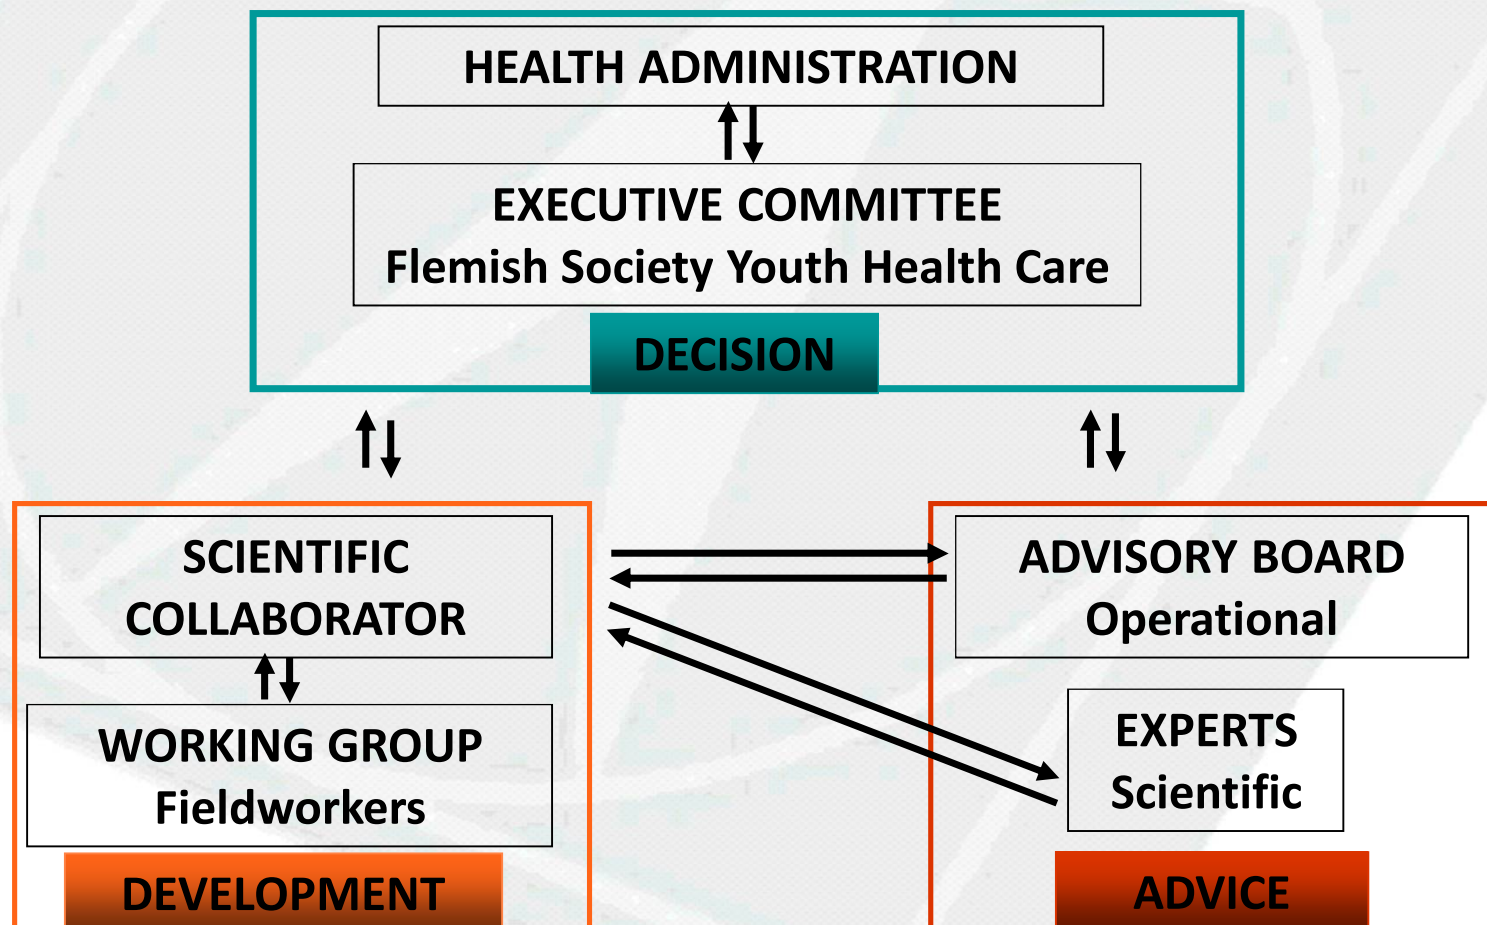 HEALTH ADMINISTRATION
EXECUTIVE COMMITTEE
Flemish Society Youth Health Care
DECISION
SCIENTIFIC
COLLABORATOR
WORKING GROUP
Fieldworkers
DEVELOPMENT
ADVISORY BOARD
Operational
EXPERTS
Scientific
ADVICE